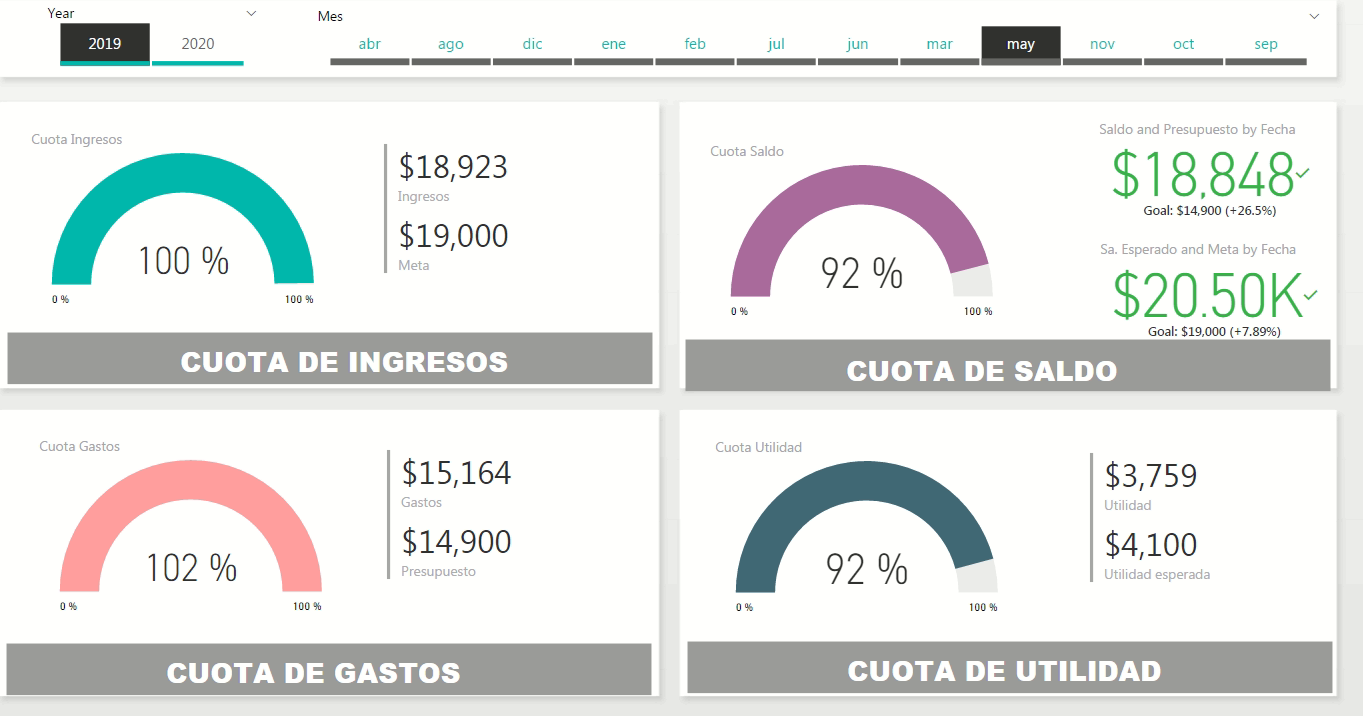 Year
2019 2020
Mes
abr ago dic ene feb jul jun mar may nov oct sep
Cuota Ingresos
100 %
0 % 100 %
$18,923
Ingresos
$19,000
Meta
CUOTA DE INGRESOS
Cuota Saldo
92 %
0 % 100 %
Saldo and Presupuesto by Fecha
$18,848
Goal: $14,900 (+26.5%)
Sa. Esperado and Meta by Fecha
$20.50K
Goal: $19,000 (+7.89%)
CUOTA DE SALDO
Cuota Gastos
102 %
0 % 100 %
$15,164
Gastos
$14,900
Presupuesto
CUOTA DE GASTOS
Cuota Utilidad
92 %
0 % 100 %
$3,759
Utilidad
$4,100
Utilidad esperada
CUOTA DE UTILIDAD